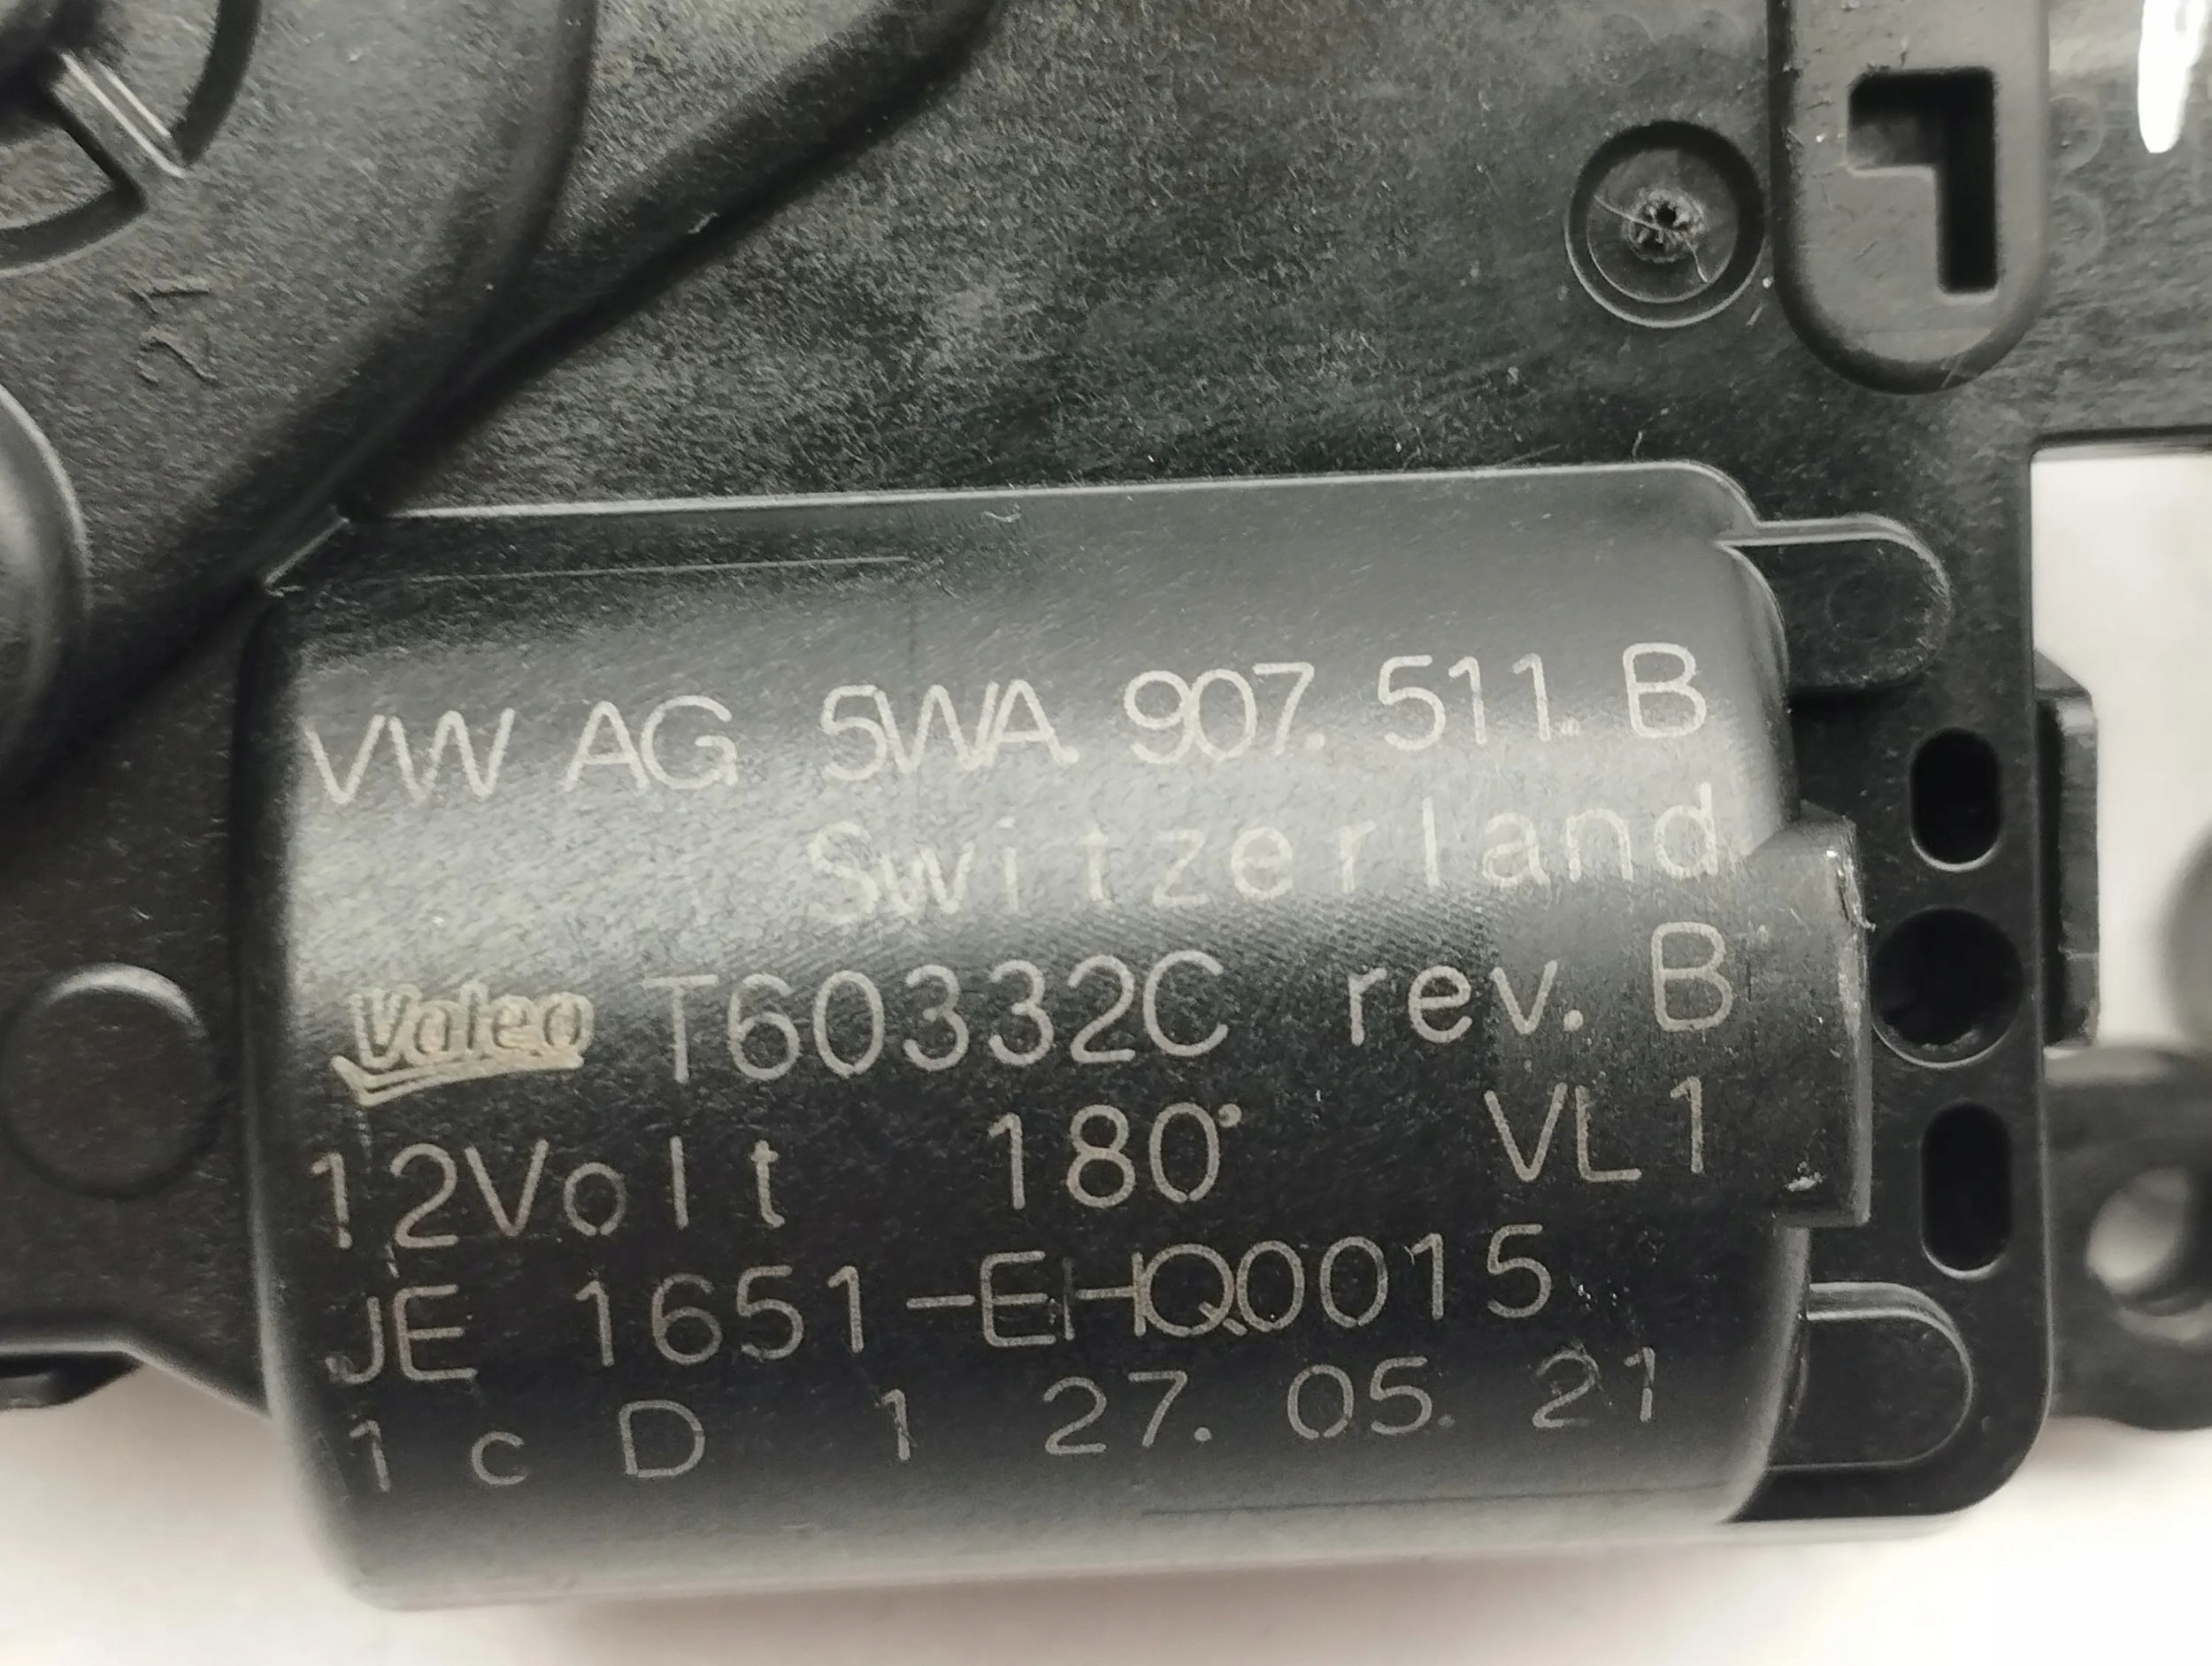 VW AG 5WA. 907. 511. B
Switzerland
Valeo T60332C rev. B
12Volt 180° VL1
JE 1651-EHQ0015
1 c D 1 27. 05. 21